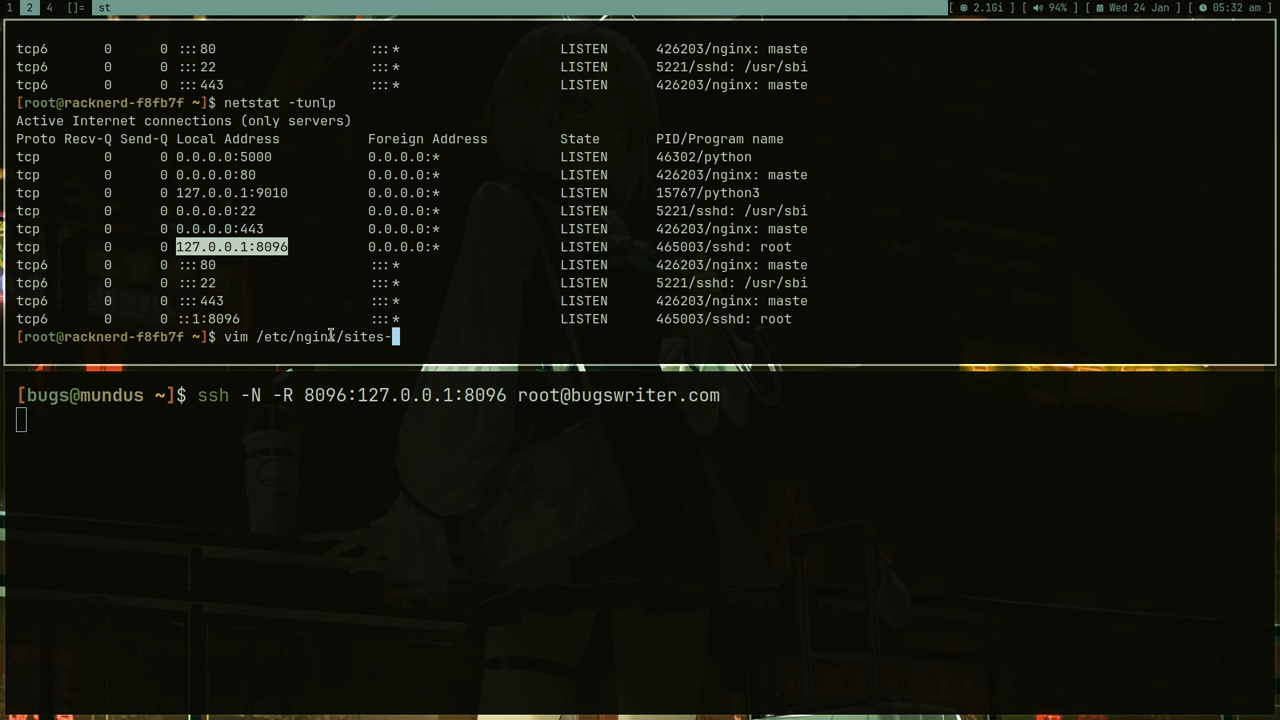 1 2 4 []= st [ 2.1Gi ] [ 94% ] [ Wed 24 Jan ] [ 05:32 am ]
tcp6 0 0 :::80 :::* LISTEN 426203/nginx: maste
tcp6 0 0 :::22 :::* LISTEN 5221/sshd: /usr/sbi
tcp6 0 0 :::443 :::* LISTEN 426203/nginx: maste
[root@racknerd-f8fb7f ~]$ netstat -tunlp
Active Internet connections (only servers)
Proto Recv-Q Send-Q Local Address Foreign Address State PID/Program name
tcp 0 0 0.0.0.0:5000 0.0.0.0:* LISTEN 46302/python
tcp 0 0 0.0.0.0:80 0.0.0.0:* LISTEN 426203/nginx: maste
tcp 0 0 127.0.0.1:9010 0.0.0.0:* LISTEN 15767/python3
tcp 0 0 0.0.0.0:22 0.0.0.0:* LISTEN 5221/sshd: /usr/sbi
tcp 0 0 0.0.0.0:443 0.0.0.0:* LISTEN 426203/nginx: maste
tcp 0 0 127.0.0.1:8096 0.0.0.0:* LISTEN 465003/sshd: root
tcp6 0 0 :::80 :::* LISTEN 426203/nginx: maste
tcp6 0 0 :::22 :::* LISTEN 5221/sshd: /usr/sbi
tcp6 0 0 :::443 :::* LISTEN 426203/nginx: maste
tcp6 0 0 ::1:8096 :::* LISTEN 465003/sshd: root
[root@racknerd-f8fb7f ~]$ vim /etc/nginx/sites-
[bugs@mundus ~]$ ssh -N -R 8096:127.0.0.1:8096 root@bugswriter.com